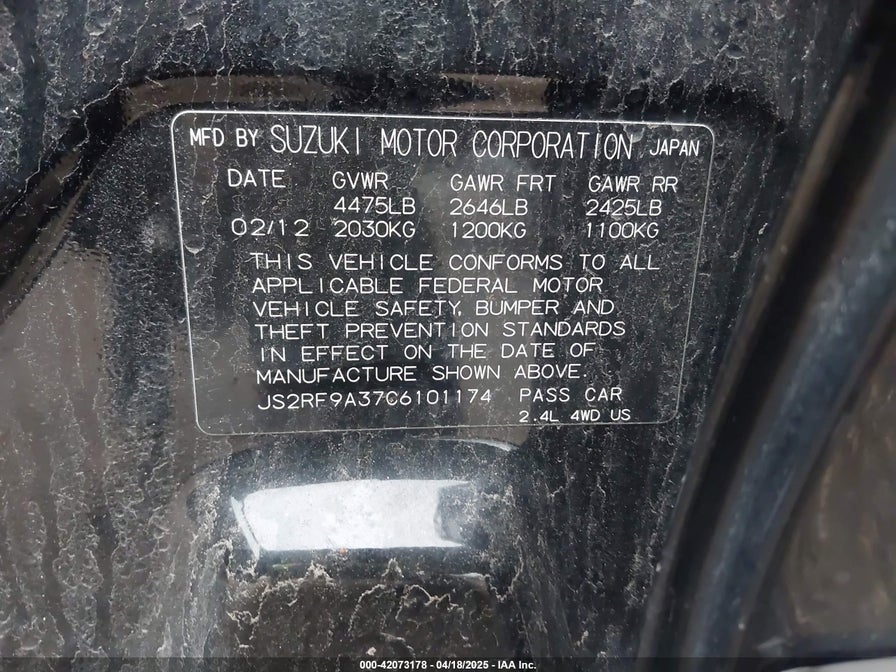 MFD BY SUZUKI MOTOR CORPORATION JAPAN
DATE GVWR GAWR FRT GAWR RR
4475LB 2646LB 2425LB
02/12 2030KG 1200KG 1100KG
THIS VEHICLE CONFORMS TO ALL
APPLICABLE FEDERAL MOTOR
VEHICLE SAFETY, BUMPER AND
THEFT PREVENTION STANDARDS
IN EFFECT ON THE DATE OF
MANUFACTURE SHOWN ABOVE.
JS2RF9A37C6101174 PASS CAR
2.4L 4WD US
000-42073178 - 04/18/2025 - IAA Inc.